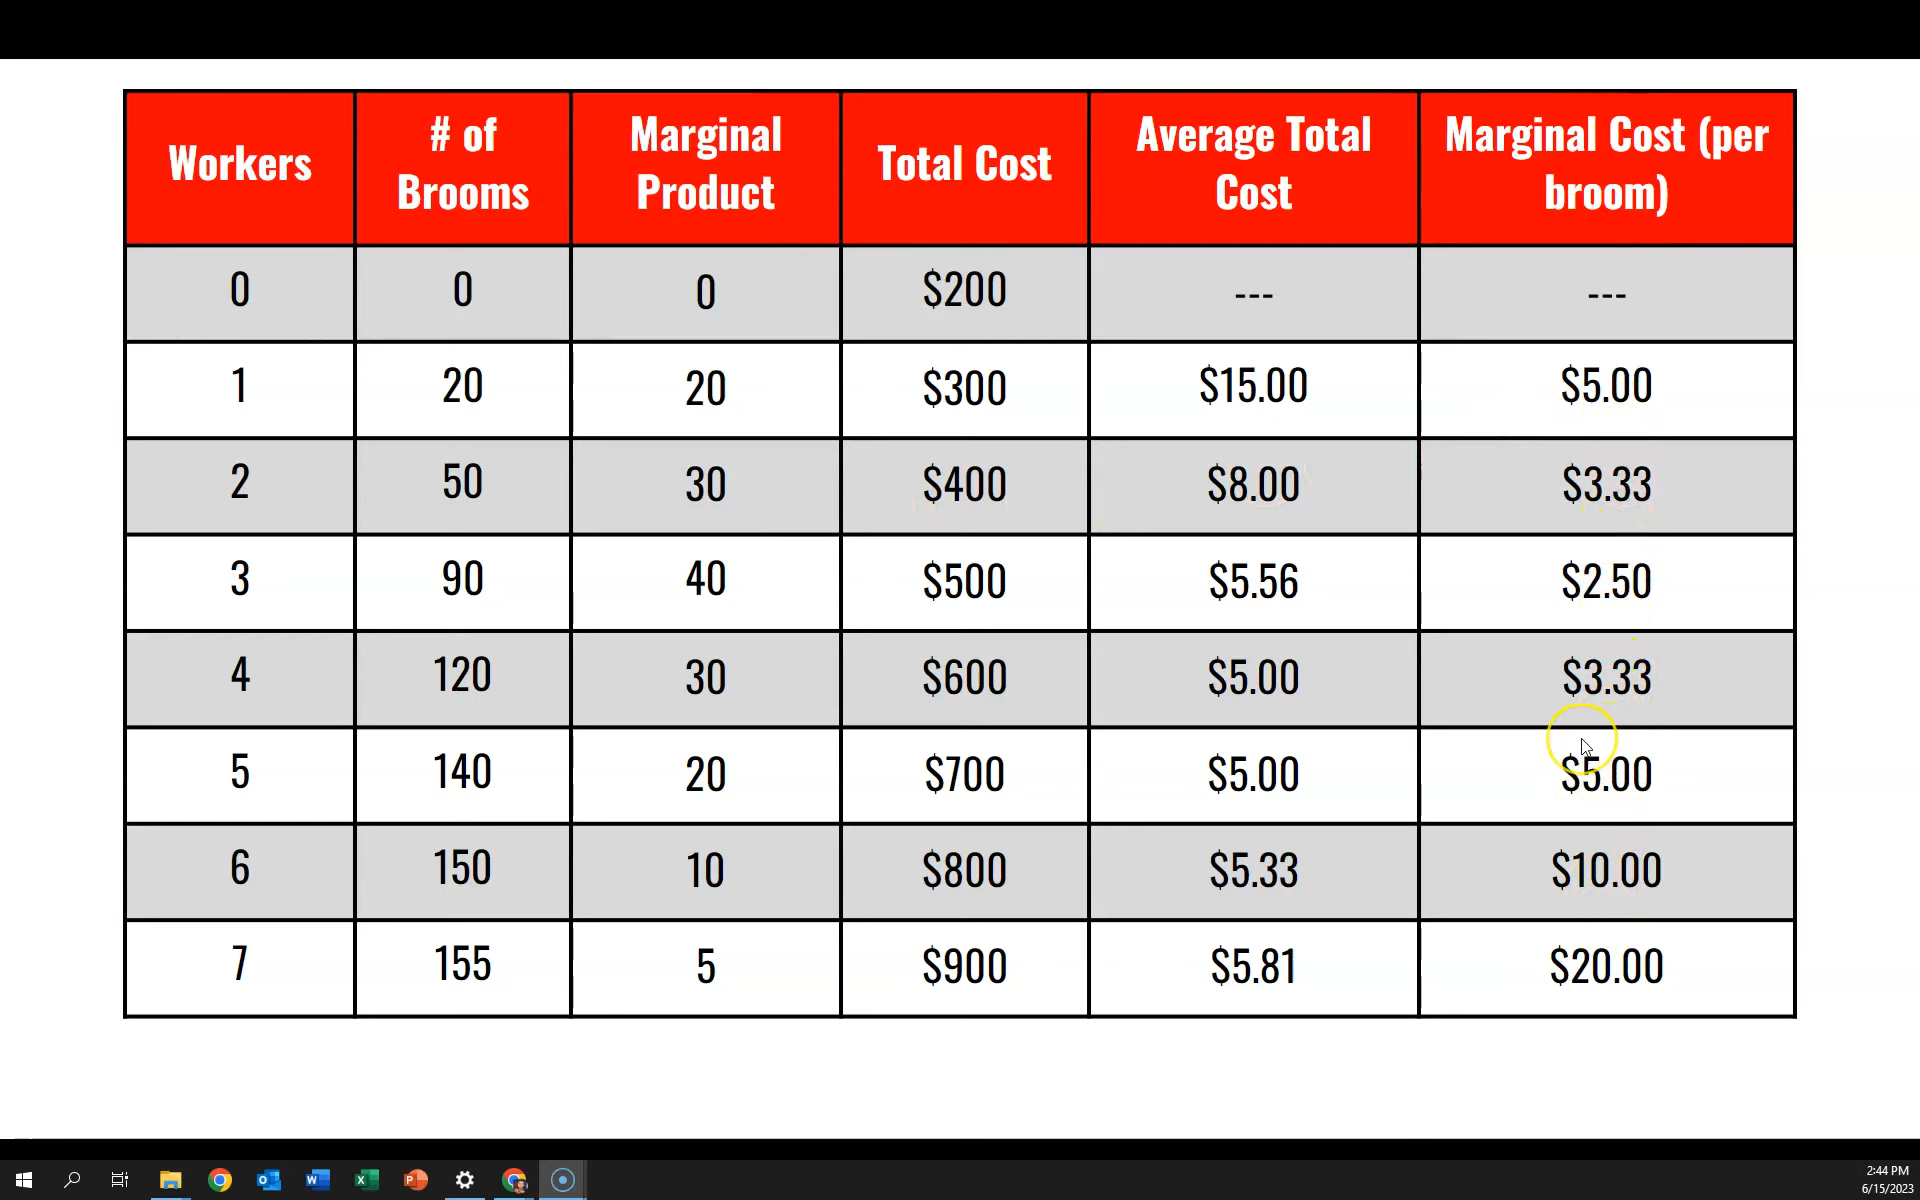 Workers # of Brooms Marginal Product Total Cost Average Total Cost Marginal Cost (per broom)
0 0 0 $200 --- ---
1 20 20 $300 $15.00 $5.00
2 50 30 $400 $8.00 $3.33
3 90 40 $500 $5.56 $2.50
4 120 30 $600 $5.00 $3.33
5 140 20 $700 $5.00 $5.00
6 150 10 $800 $5.33 $10.00
7 155 5 $900 $5.81 $20.00
2:44 PM
6/15/2023